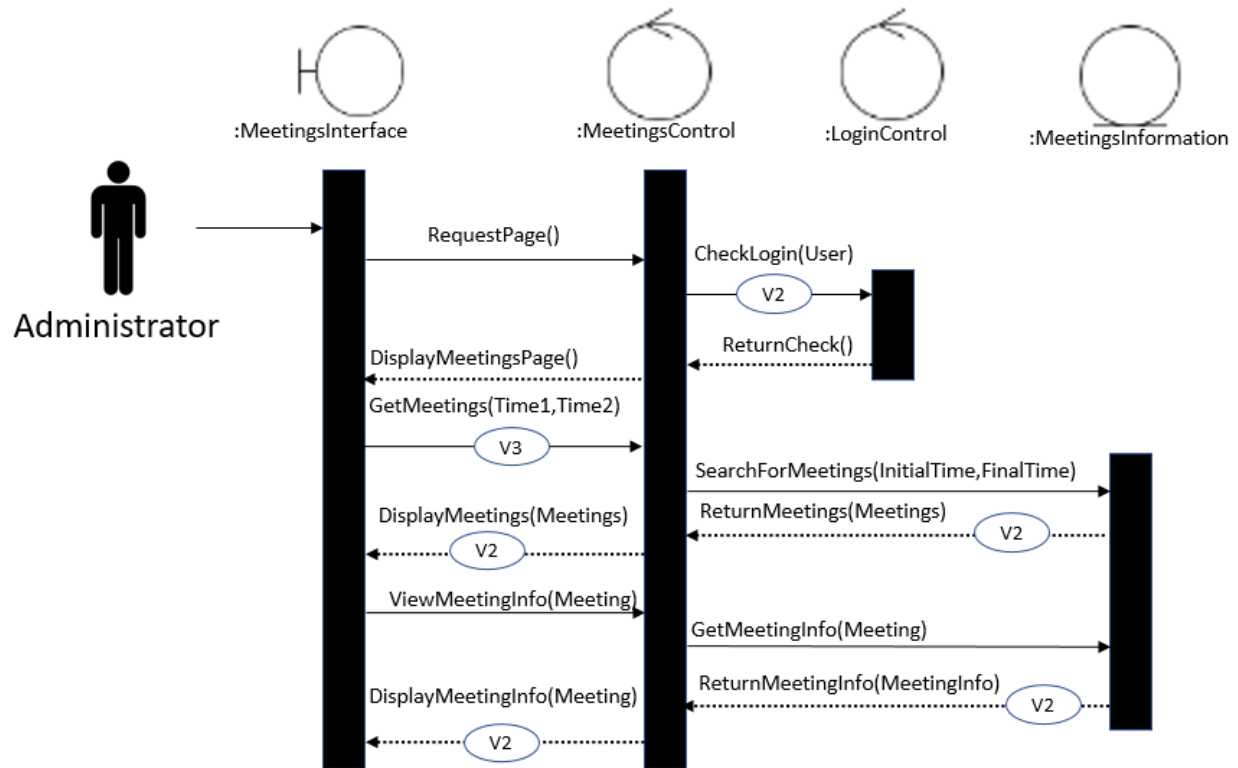 :MeetingsInterface
:MeetingsControl
:LoginControl
:MeetingsInformation
Administrator
RequestPage()
CheckLogin(User)
V2
ReturnCheck()
DisplayMeetingsPage()
GetMeetings(Time1,Time2)
V3
SearchForMeetings(InitialTime,FinalTime)
ReturnMeetings(Meetings)
V2
DisplayMeetings(Meetings)
V2
ViewMeetingInfo(Meeting)
GetMeetingInfo(Meeting)
ReturnMeetingInfo(MeetingInfo)
V2
DisplayMeetingInfo(Meeting)
V2